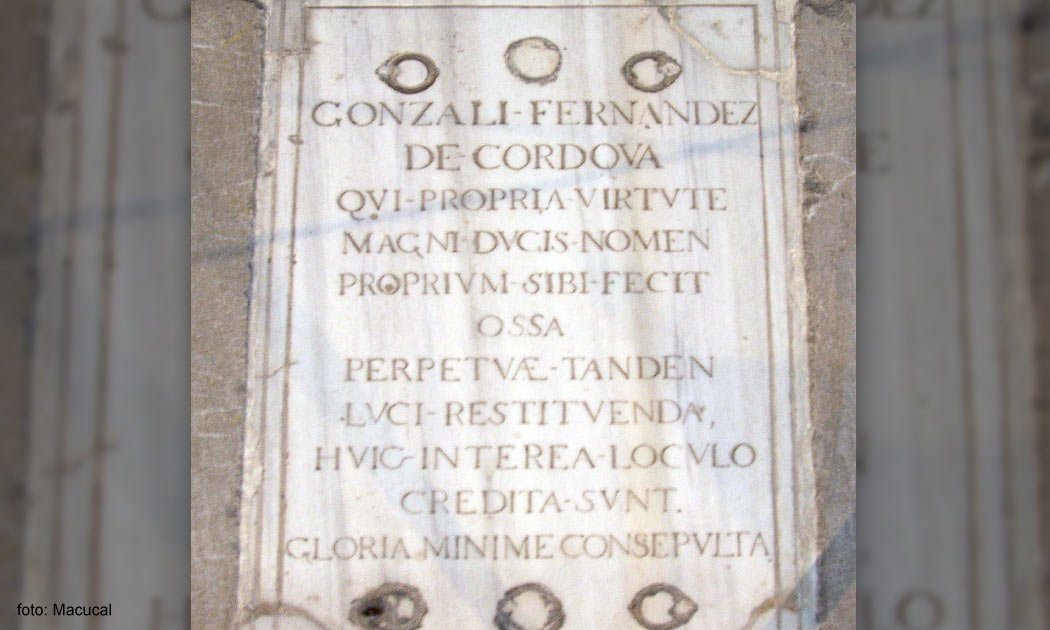 GONZALI-FERNANDEZ
DE-CORDOVA
QVI-PROPRIA-VIRTVTE
MAGNI-DVCIS-NOMEN
PROPRIVM-SIBI-FECIT
OSSA
PERPETVÆ-TANDEN
LVCI-RESTITVENDA,
HVIC-INTEREA-LOCVLO
CREDITA-SVNT.
GLORIA MINIME CONSEPVLTA
foto: Macucal